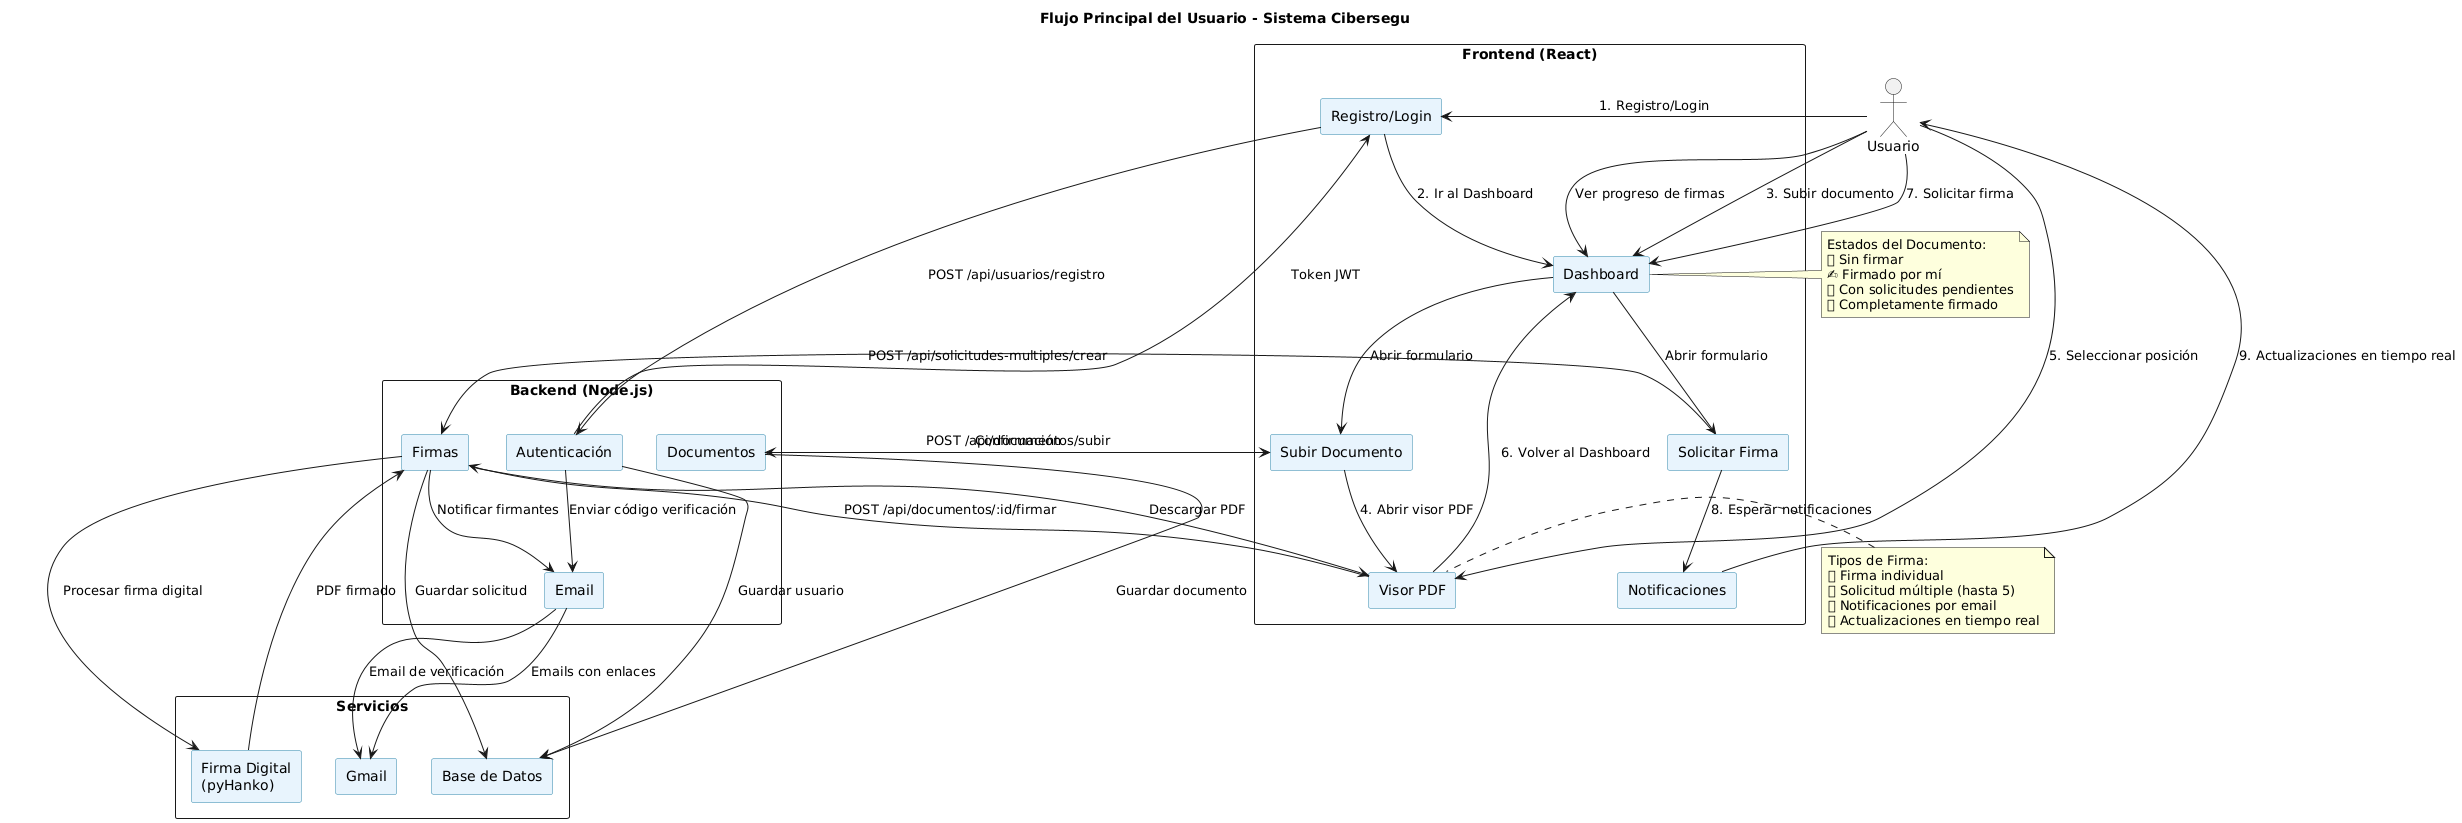 Flujo Principal del Usuario - Sistema Cibersegu
Frontend (React)
Registro/Login
1. Registro/Login
Usuario
2. Ir al Dashboard
Ver progreso de firmas
3. Subir documento
7. Solicitar firma
POST /api/usuarios/registro
Token JWT
Dashboard
Estados del Documento:
Sin firmar
✍ Firmado por mí
Con solicitudes pendientes
Completamente firmado
POST /api/solicitudes-multiples/crear
Abrir formulario
Abrir formulario
5. Seleccionar posición
9. Actualizaciones en tiempo real
Backend (Node.js)
Firmas
Autenticación
Documentos
POST /api/documentos/subir
Confirmación
Subir Documento
6. Volver al Dashboard
Solicitar Firma
Notificar firmantes
Enviar código verificación
POST /api/documentos/:id/firmar
Descargar PDF
4. Abrir visor PDF
8. Esperar notificaciones
Procesar firma digital
PDF firmado
Guardar solicitud
Email
Guardar usuario
Guardar documento
Visor PDF
Notificaciones
Tipos de Firma:
Firma individual
Solicitud múltiple (hasta 5)
Notificaciones por email
Actualizaciones en tiempo real
Email de verificación
Emails con enlaces
Servicios
Firma Digital
(pyHanko)
Gmail
Base de Datos